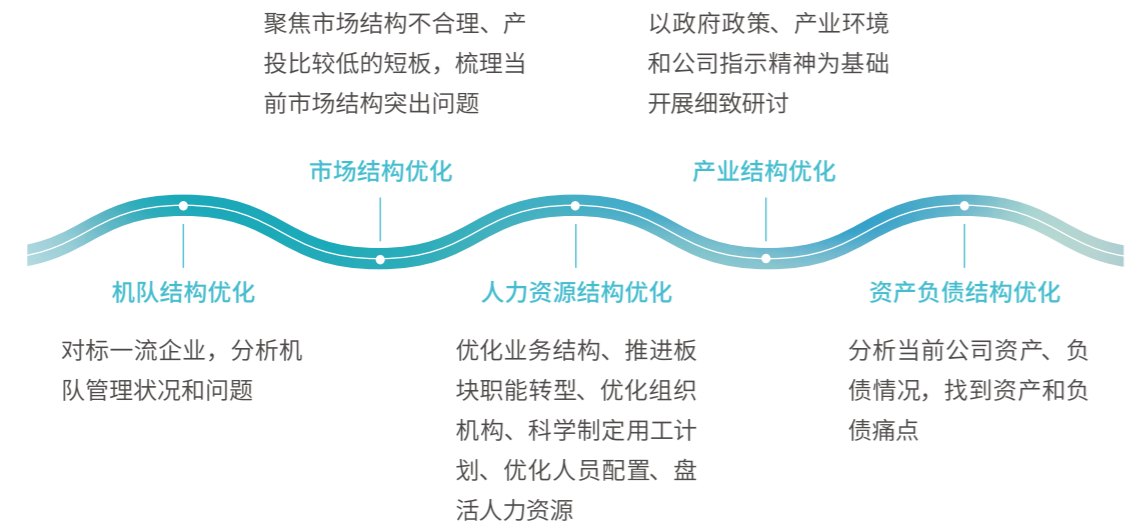 聚焦市场结构不合理、产
投比较低的短板，梳理当
前市场结构突出问题
以政府政策、产业环境
和公司指示精神为基础
开展细致研讨
市场结构优化
产业结构优化
机队结构优化
人力资源结构优化
资产负债结构优化
对标一流企业，分析机
队管理状况和问题
优化业务结构、推进板
块职能转型、优化组织
机构、科学制定用工计
划、优化人员配置、盘
活人力资源
分析当前公司资产、负
债情况，找到资产和负
债痛点